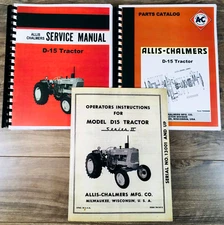 ALLIS
CHALMERS
SERVICE MANUAL
D-15 Tractor
PARTS CATALOG
ALLIS-CHALMERS
D-15 Tractor
OPERATORS INSTRUCTIONS
FOR
MODEL D15 TRACTOR
Series II
ALLIS-CHALMERS MFG. CO.
MILWAUKEE, WISCONSIN, U. S. A.
SERIAL NO. 13001 AND UP